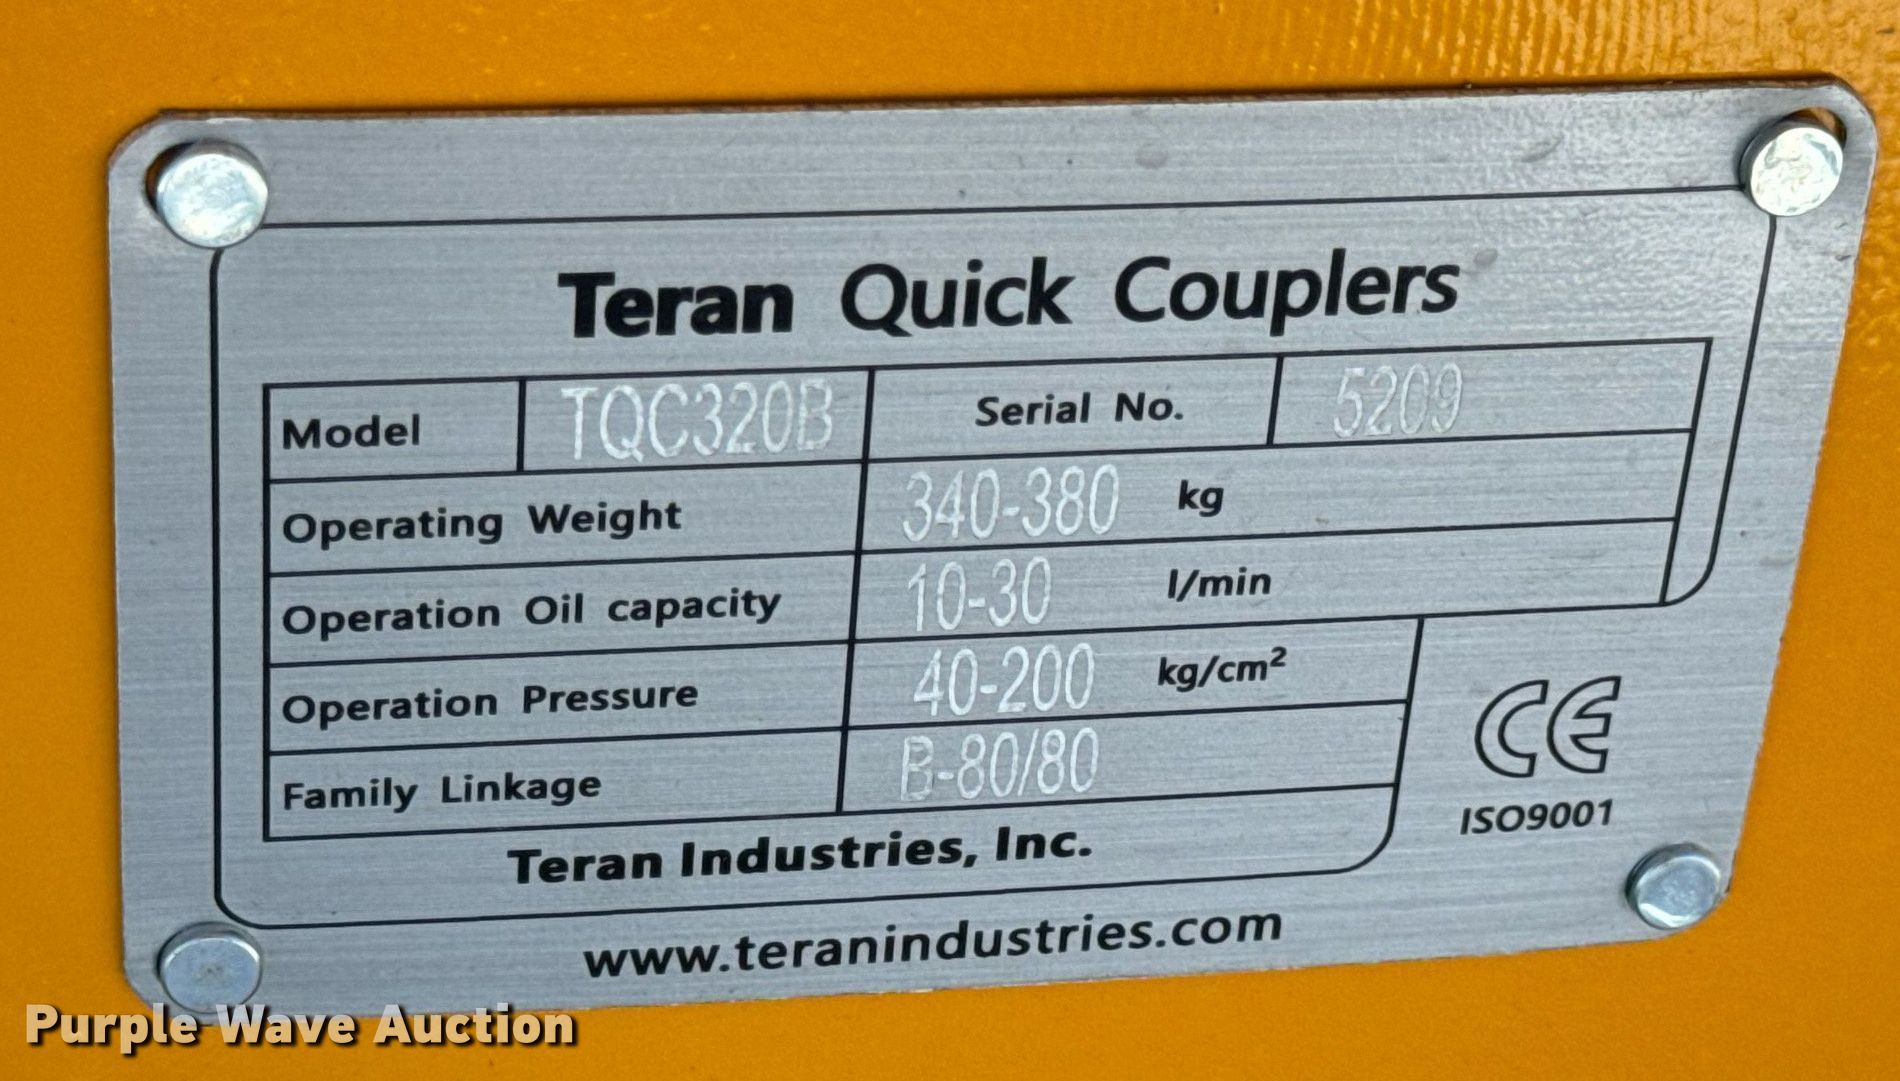 Teran Quick Couplers
Model TQC320B Serial No. 5209
Operating Weight 340-380 kg
Operation Oil capacity 10-30 l/min
Operation Pressure 40-200 kg/cm²
Family Linkage B-80/80
CE
ISO9001
Teran Industries, Inc.
www.teranindustries.com
Purple Wave Auction